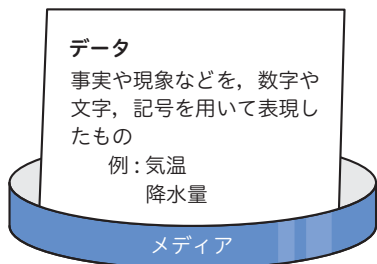 データ
事実や現象などを，数字や
文字，記号を用いて表現し
たもの
例：気温
降水量
メディア